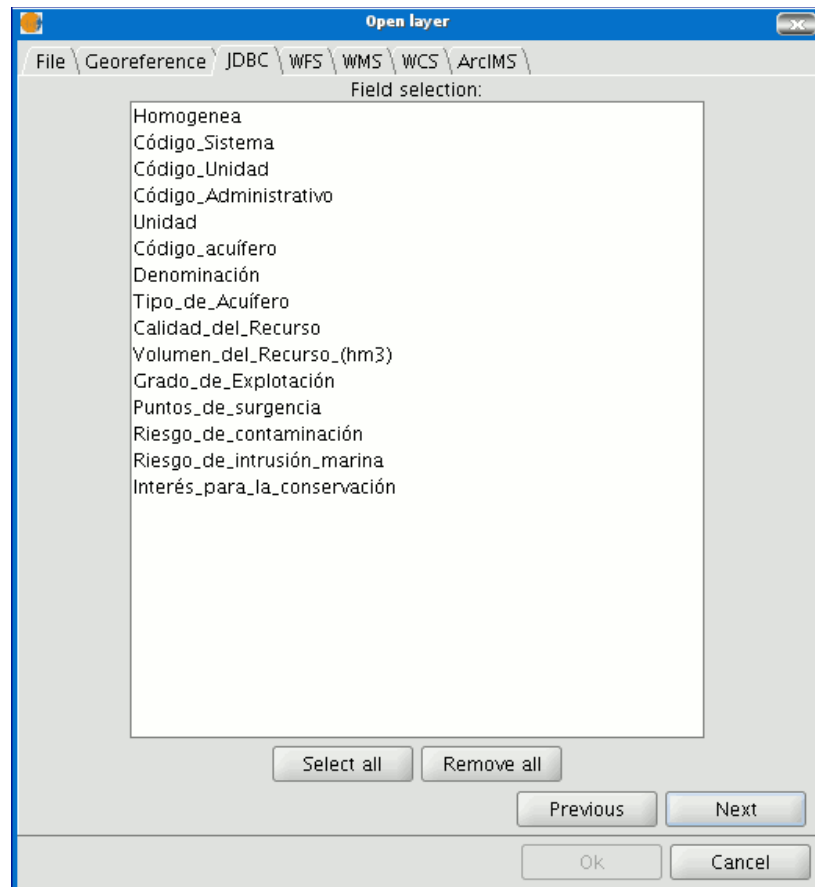 Open layer
File Georeference JDBC WFS WMS WCS ArcIMS
Field selection:
Homogenea
Código_Sistema
Código_Unidad
Código_Administrativo
Unidad
Código_acuífero
Denominación
Tipo_de_Acuífero
Calidad_del_Recurso
Volumen_del_Recurso_(hm3)
Grado_de_Explotación
Puntos_de_surgencia
Riesgo_de_contaminación
Riesgo_de_intrusión_marina
Interés_para_la_conservación
Select all Remove all
Previous Next
Ok Cancel